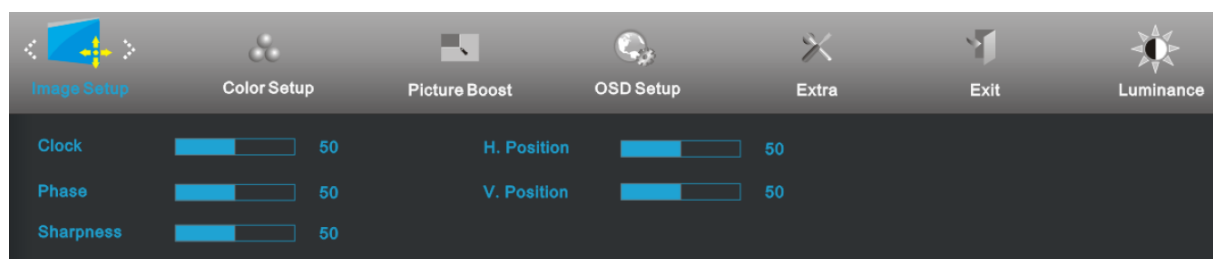 Image Setup
Color Setup
Picture Boost
OSD Setup
Extra
Exit
Luminance
Clock 50 H. Position 50
Phase 50 V. Position 50
Sharpness 50